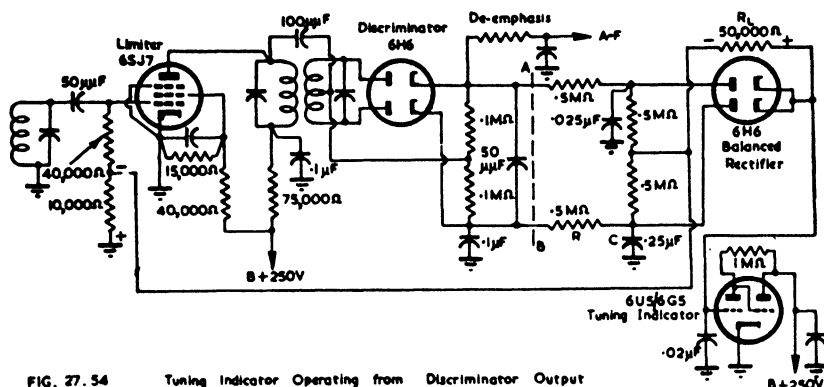 100μμF
Limiter
6SJ7
50μμF
Discriminator
6H6
De-emphasis
A-F
A
RL
50,000Ω
-
+
.5MΩ
.025μF
.5MΩ
6H6
Balanced
Rectifier
.1MΩ
50
μμF
.1MΩ
.1μF
15,000Ω
40,000Ω
-
10,000Ω
+
40,000Ω
75,000Ω
.1μF
.5MΩ
R
B
C
.25μF
.5MΩ
B+250V
1MΩ
6U5/6G5
Tuning Indicator
.02μF
B+250V
FIG. 27.54 Tuning Indicator Operating from Discriminator Output